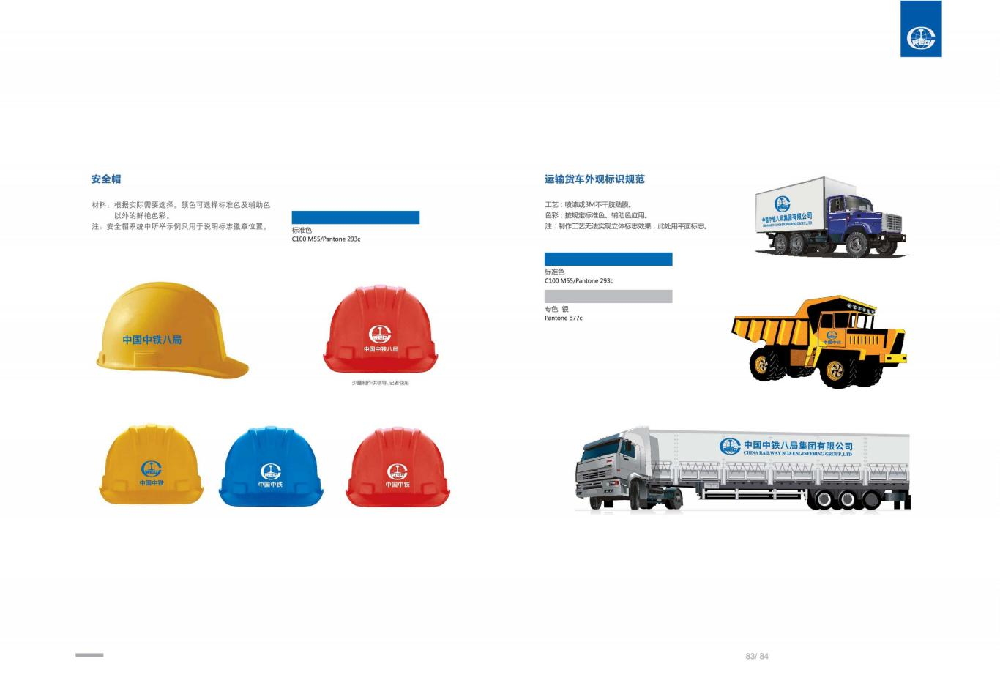 CREG
安全帽
材料：根据实际需要选择。颜色可选择标准色及辅助色
以外的鲜艳色彩。
注：安全帽系统中所举示例只用于说明标志徽章位置。
标准色
C100 M55/Pantone 293c
中国中铁八局
CREG
中国中铁八局
少量制作供领导、记者使用
CREG
中国中铁
CREG
中国中铁
CREG
中国中铁
运输货车外观标识规范
工艺：喷漆或3M不干胶贴膜。
色彩：按规定标准色、辅助色应用。
注：制作工艺无法实现立体标志效果，此处用平面标志。
标准色
C100 M55/Pantone 293c
专色 银
Pantone 877c
中国中铁八局集团有限公司
CHINA RAILWAY NO.8 ENGINEERING GROUP.,LTD
中国中铁
CREG
中国中铁八局集团有限公司
CHINA RAILWAY NO.8 ENGINEERING GROUP.,LTD
83/ 84